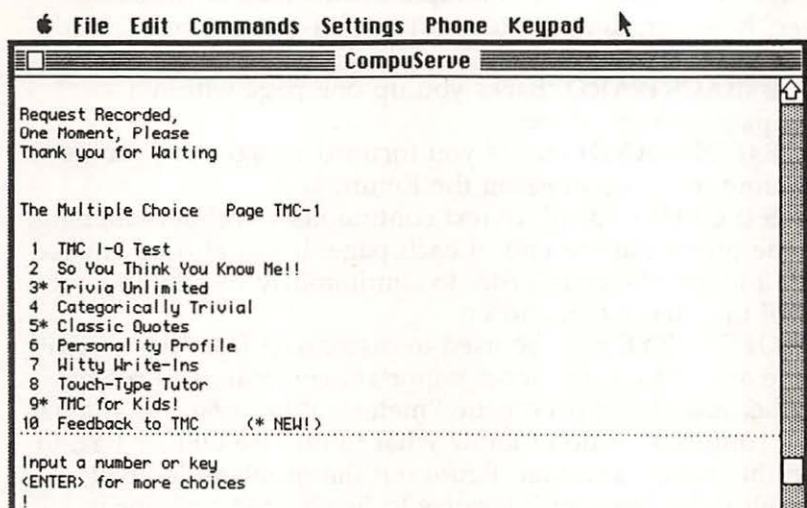 File Edit Commands Settings Phone Keypad
CompuServe
Request Recorded,
One Moment, Please
Thank you for Waiting
The Multiple Choice Page TMC-1
1 TMC I-Q Test
2 So You Think You Know Me!!
3* Trivia Unlimited
4 Categorically Trivial
5* Classic Quotes
6 Personality Profile
7 Witty Write-Ins
8 Touch-Type Tutor
9* TMC for Kids!
10 Feedback to TMC (* NEW!)
Input a number or key
<ENTER> for more choices
!